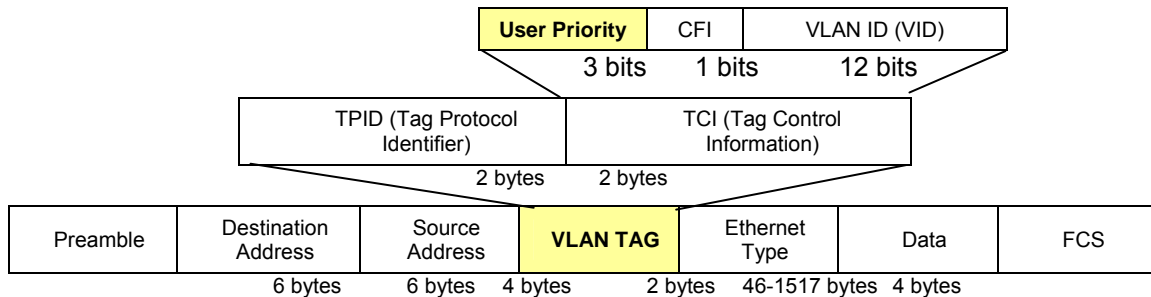 User Priority CFI VLAN ID (VID)
3 bits 1 bits 12 bits
TPID (Tag Protocol
Identifier)
TCI (Tag Control
Information)
2 bytes 2 bytes
Preamble
Destination
Address
Source
Address
VLAN TAG
Ethernet
Type
Data
FCS
6 bytes 6 bytes 4 bytes 2 bytes 46-1517 bytes 4 bytes